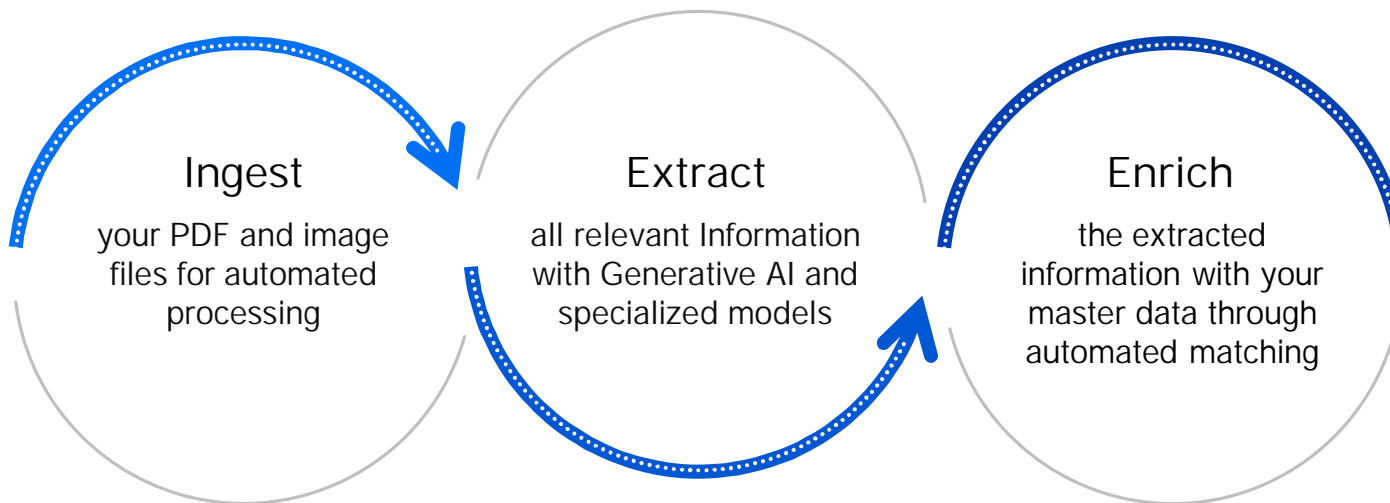 Ingest
your PDF and image
files for automated
processing
Extract
all relevant Information
with Generative AI and
specialized models
Enrich
the extracted
information with your
master data through
automated matching